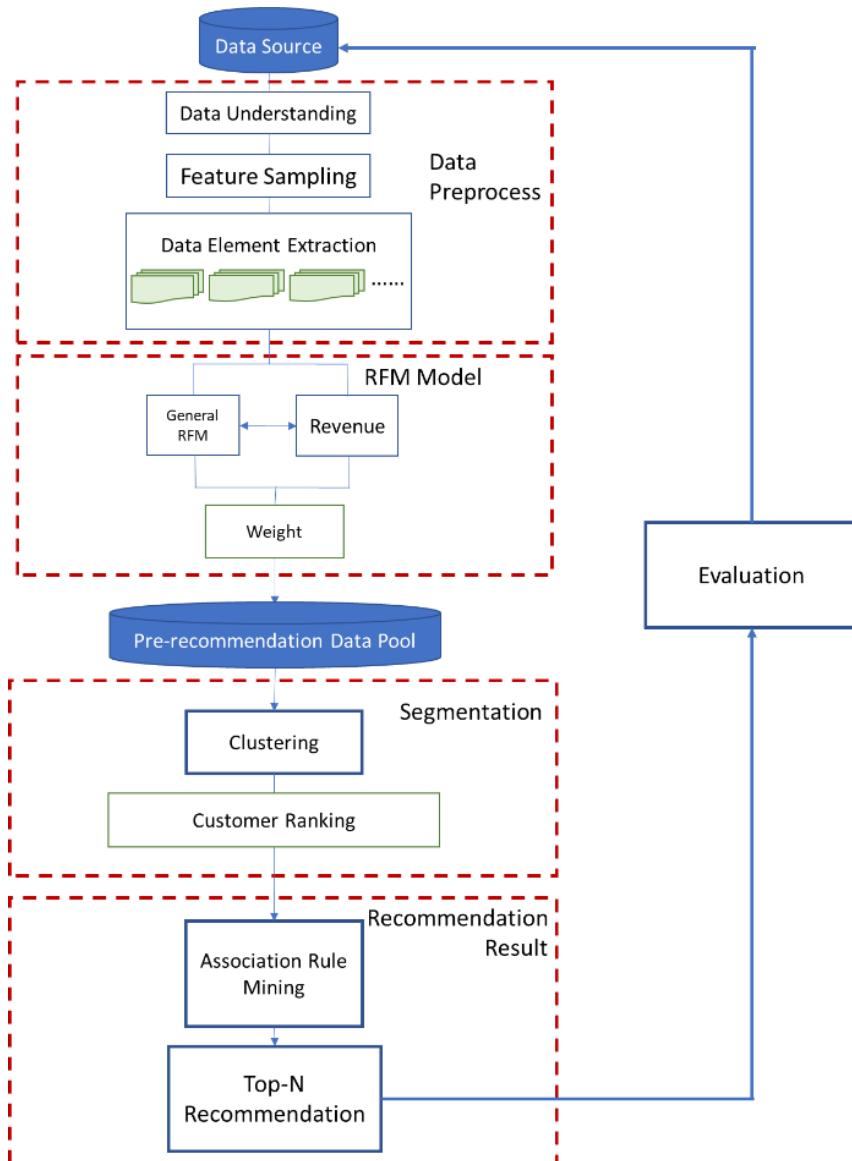 Data Source
Data Understanding
Data
Preprocess
Feature Sampling
Data Element Extraction
......
RFM Model
General
RFM
Revenue
Weight
Evaluation
Pre-recommendation Data Pool
Segmentation
Clustering
Customer Ranking
Recommendation
Result
Association Rule
Mining
Top-N
Recommendation